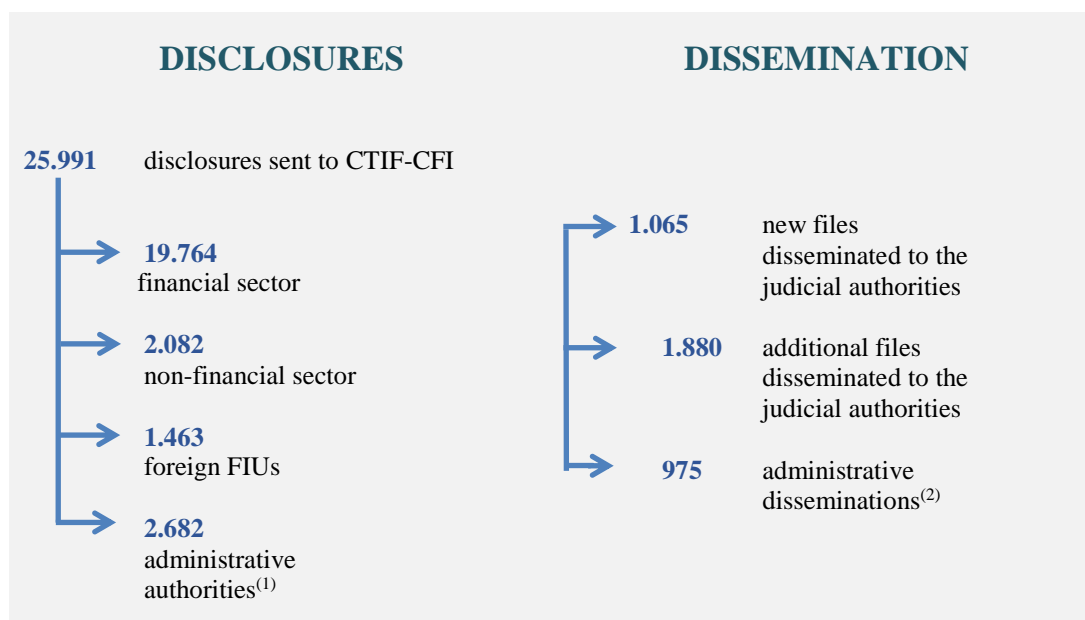 DISCLOSURES
25.991 disclosures sent to CTIF-CFI
19.764
financial sector
2.082
non-financial sector
1.463
foreign FIUs
2.682
administrative
authorities(1)
DISSEMINATION
1.065 new files
disseminated to the
judicial authorities
1.880 additional files
disseminated to the
judicial authorities
975 administrative
disseminations(2)